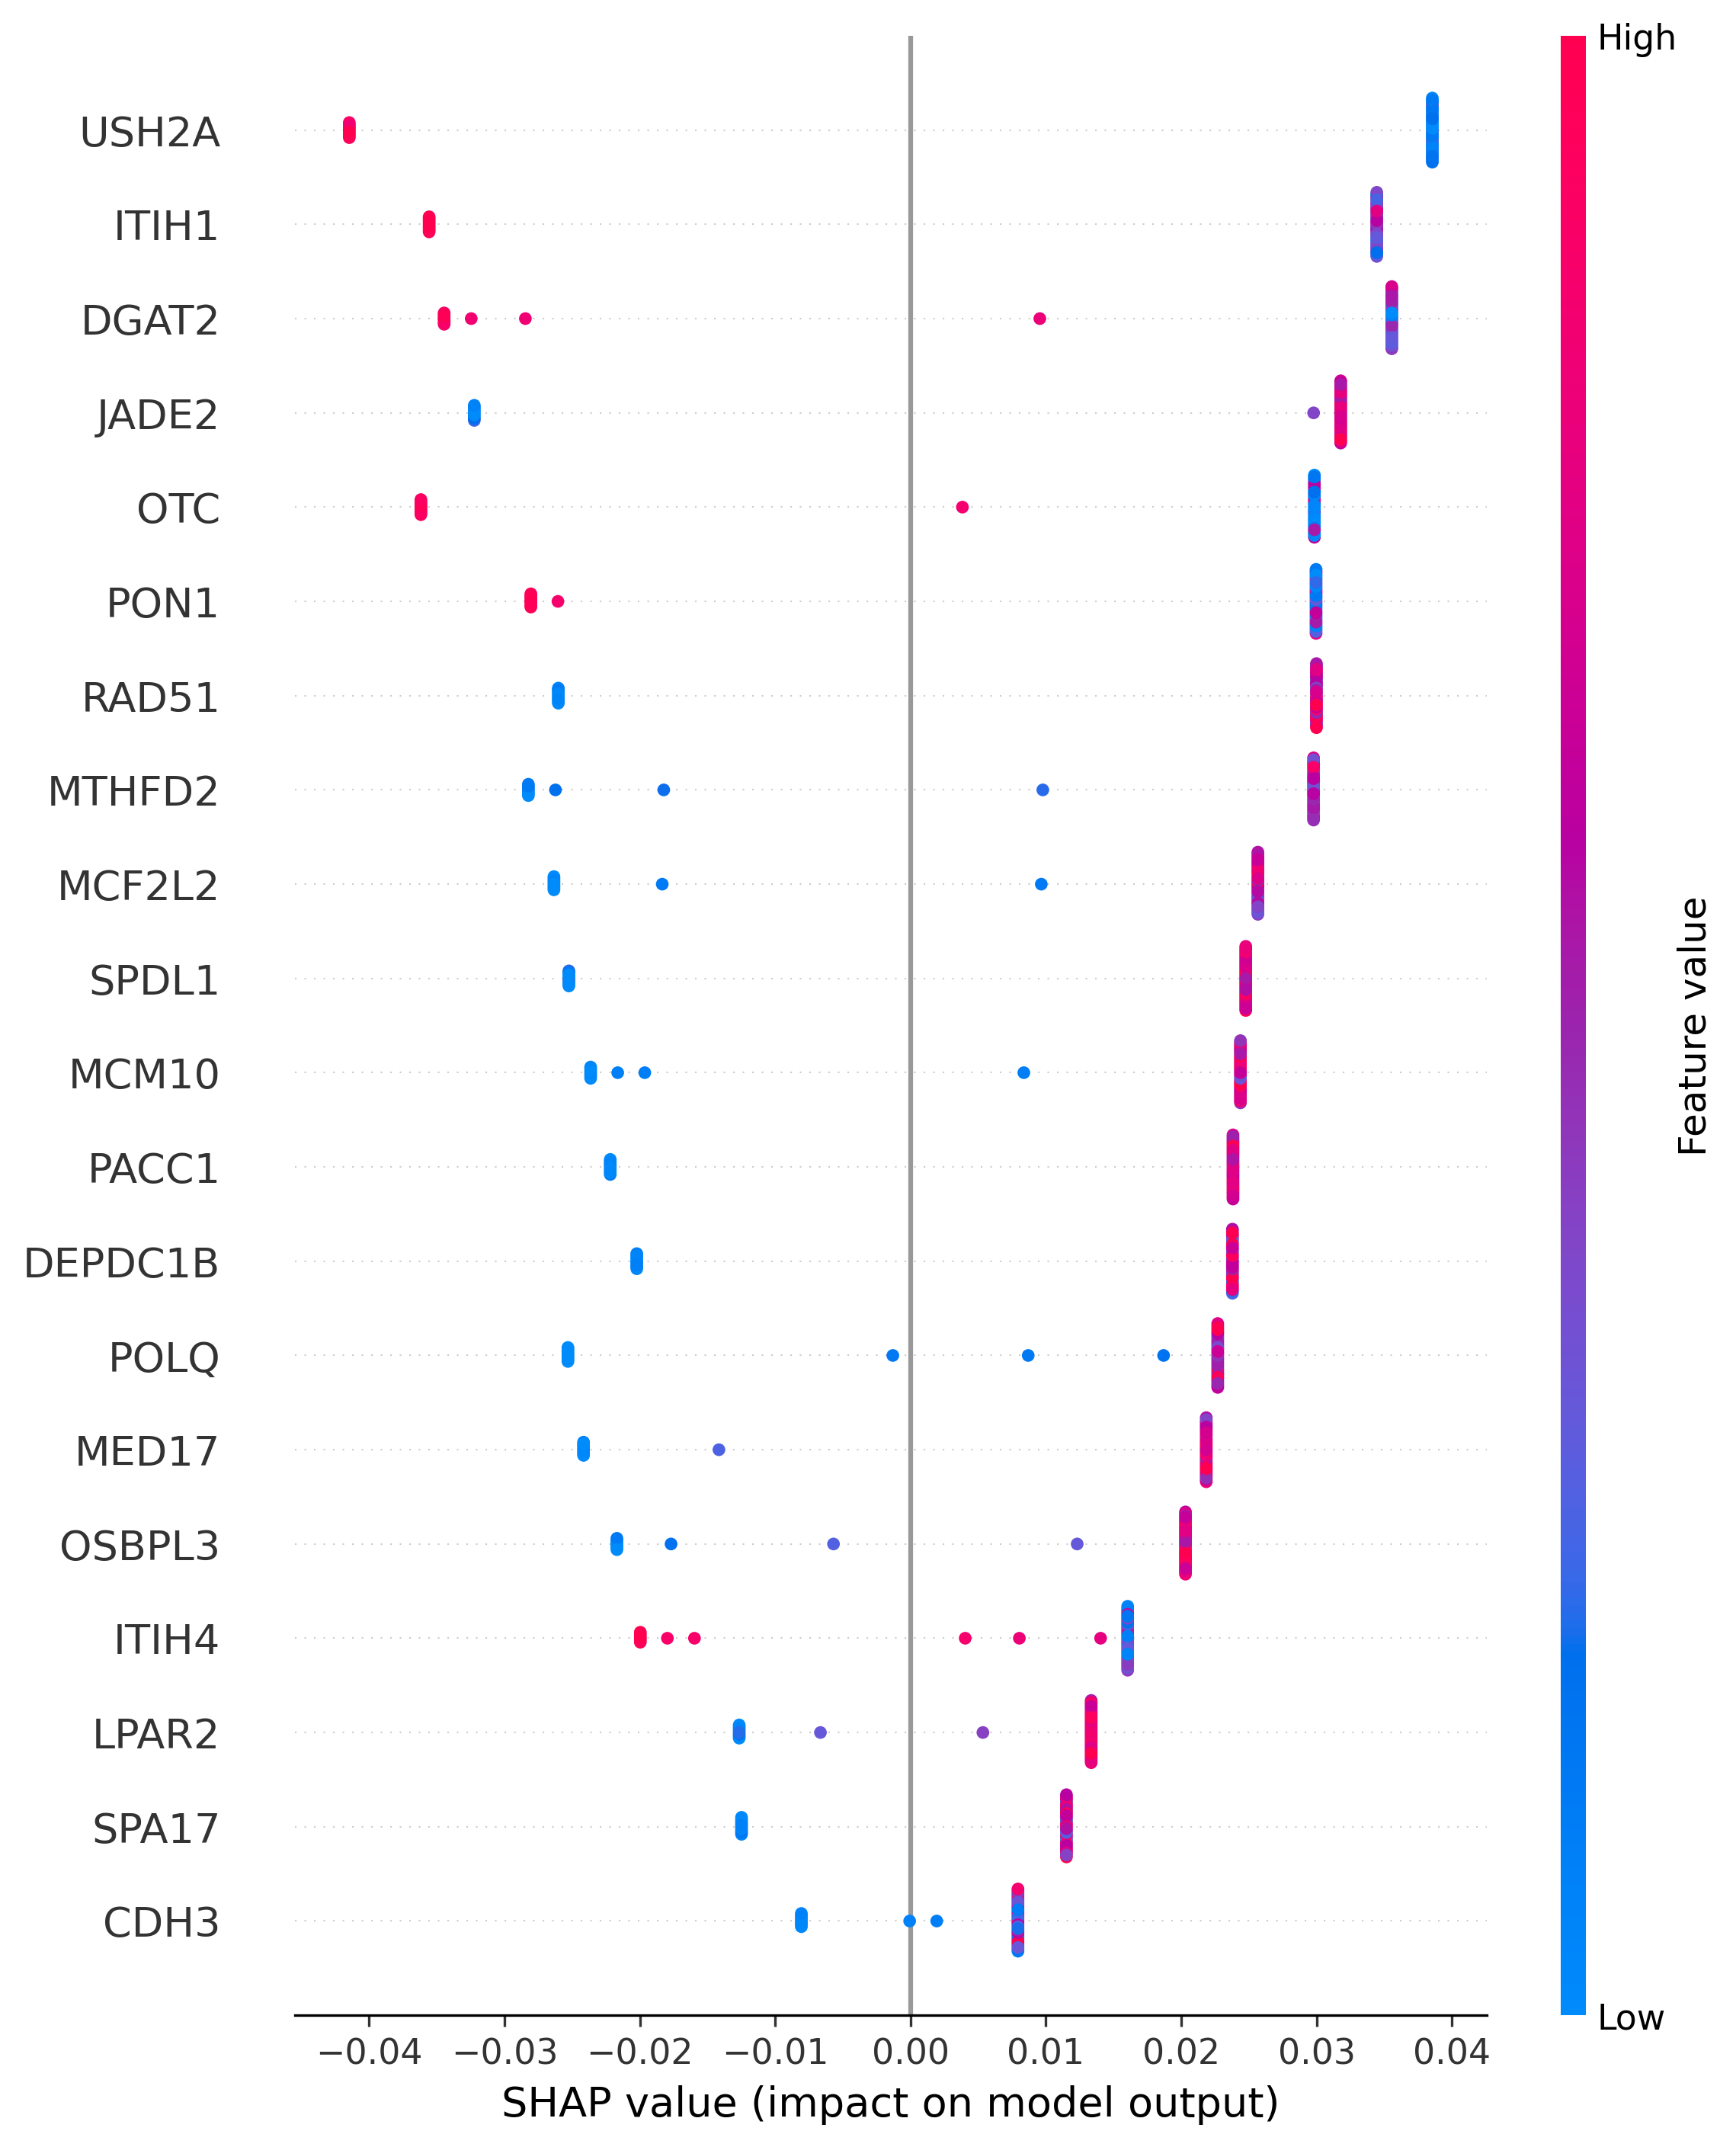 High
USH2A
ITIH1
DGAT2
JADE2
OTC
PON1
RAD51
MTHFD2
MCF2L2
SPDL1
MCM10
PACC1
DEPDC1B
POLQ
MED17
OSBPL3
ITIH4
LPAR2
SPA17
CDH3
Feature value
Low
−0.04 −0.03 −0.02 −0.01 0.00 0.01 0.02 0.03 0.04
SHAP value (impact on model output)